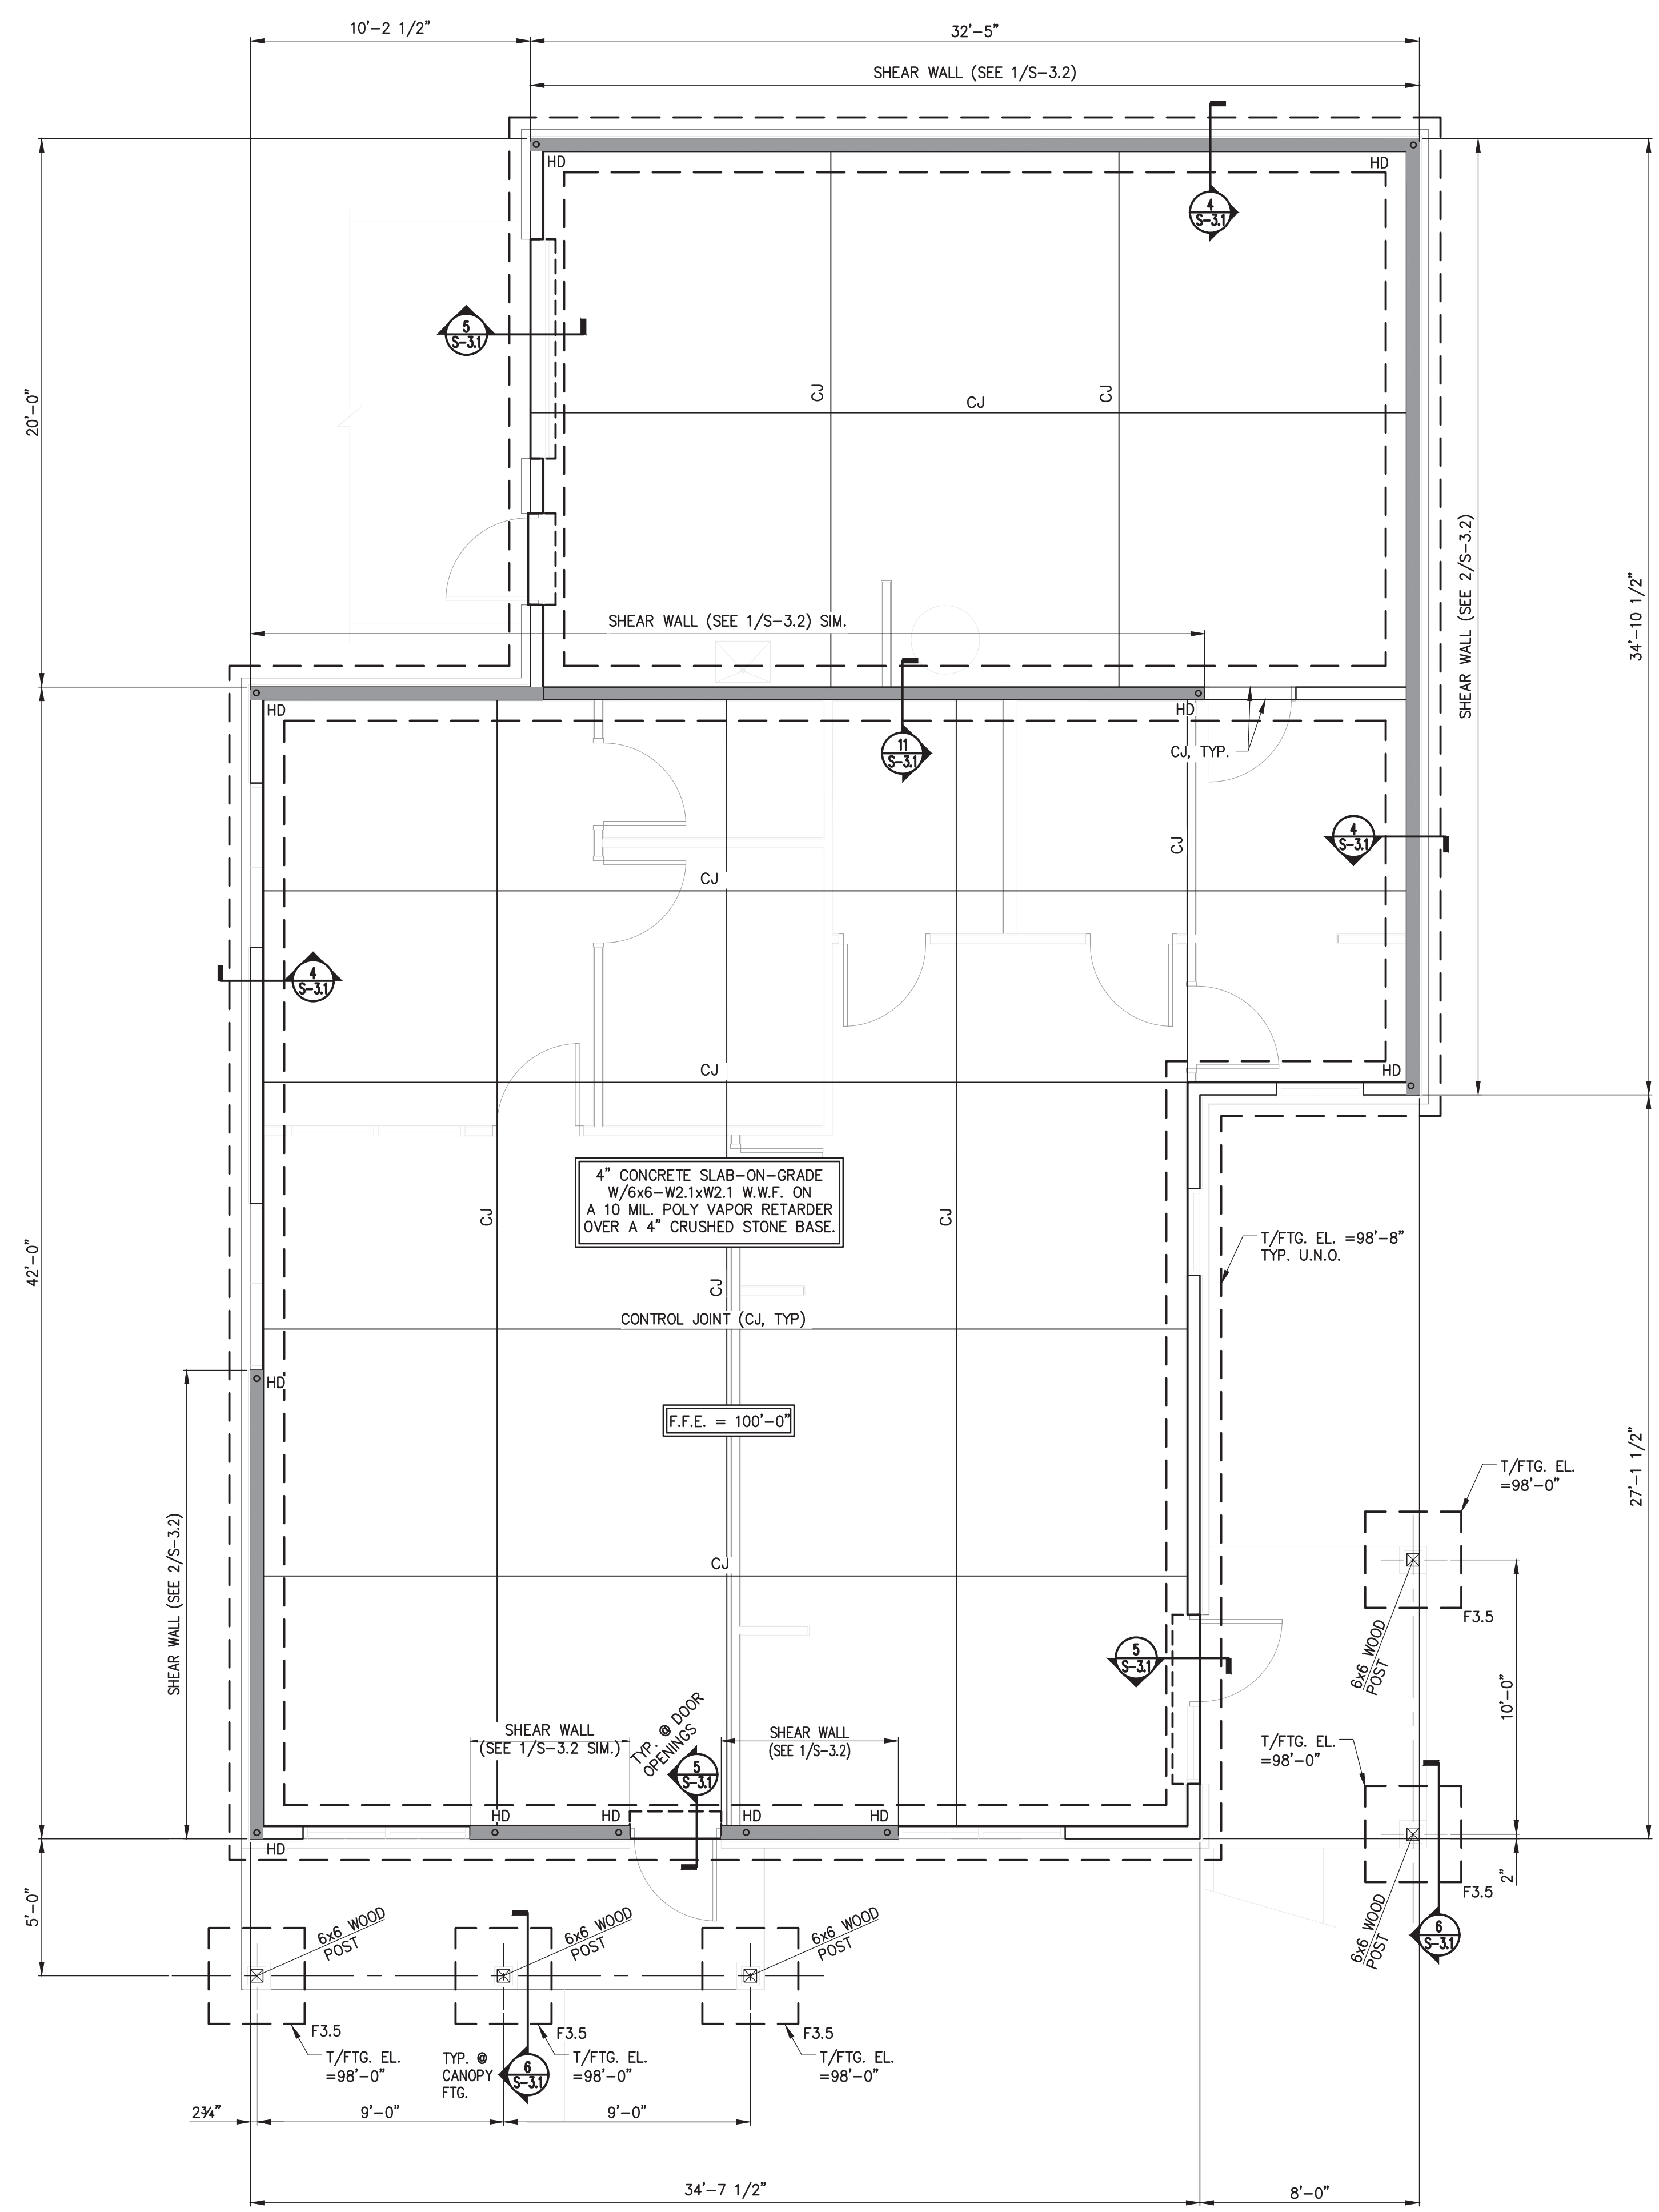 10'-2 1/2"
32'-5"
SHEAR WALL (SEE 1/S-3.2)
HD
HD
4
S-3.1
5
S-3.1
20'-0"
CJ
CJ
CJ
SHEAR WALL (SEE 2/S-3.2)
34'-10 1/2"
SHEAR WALL (SEE 1/S-3.2) SIM.
HD
HD
11
S-3.1
CJ, TYP.
4
S-3.1
CJ
CJ
4
S-3.1
CJ
HD
4" CONCRETE SLAB-ON-GRADE
W/6x6-W2.1xW2.1 W.W.F. ON
A 10 MIL. POLY VAPOR RETARDER
OVER A 4" CRUSHED STONE BASE.
CJ
CJ
CJ
42'-0"
T/FTG. EL. =98'-8"
TYP. U.N.O.
CONTROL JOINT (CJ, TYP)
HD
F.F.E. = 100'-0"
27'-1 1/2"
T/FTG. EL.
=98'-0"
CJ
SHEAR WALL (SEE 2/S-3.2)
F3.5
6x6 WOOD
POST
10'-0"
5
S-3.1
SHEAR WALL
(SEE 1/S-3.2 SIM.)
TYP. @ DOOR
OPENINGS
SHEAR WALL
(SEE 1/S-3.2)
5
S-3.1
T/FTG. EL.
=98'-0"
HD
HD
HD
HD
HD
2"
F3.5
5'-0"
6x6 WOOD
POST
6x6 WOOD
POST
6x6 WOOD
POST
6x6 WOOD
POST
6
S-3.1
F3.5
T/FTG. EL.
=98'-0"
TYP. @
CANOPY
FTG.
6
S-3.1
F3.5
T/FTG. EL.
=98'-0"
F3.5
T/FTG. EL.
=98'-0"
2¾"
9'-0"
9'-0"
34'-7 1/2"
8'-0"